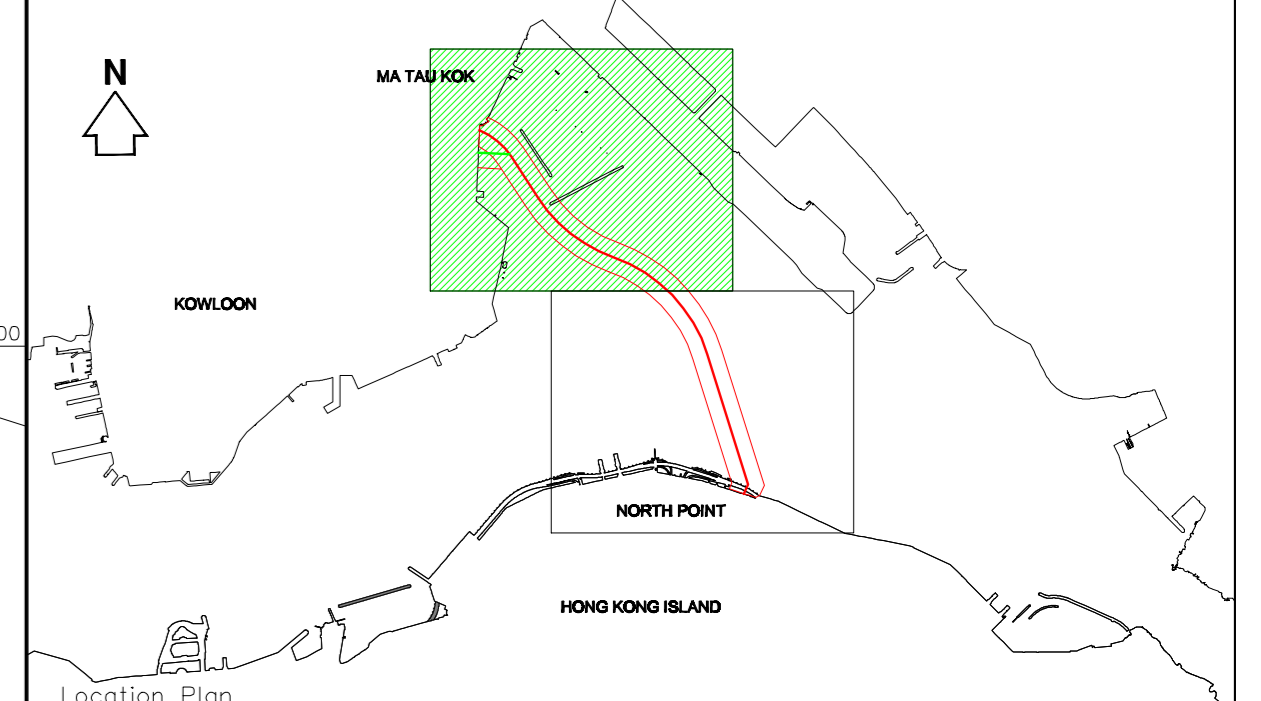 N
MA TAU KOK
KOWLOON
00
NORTH POINT
HONG KONG ISLAND
Location Plan